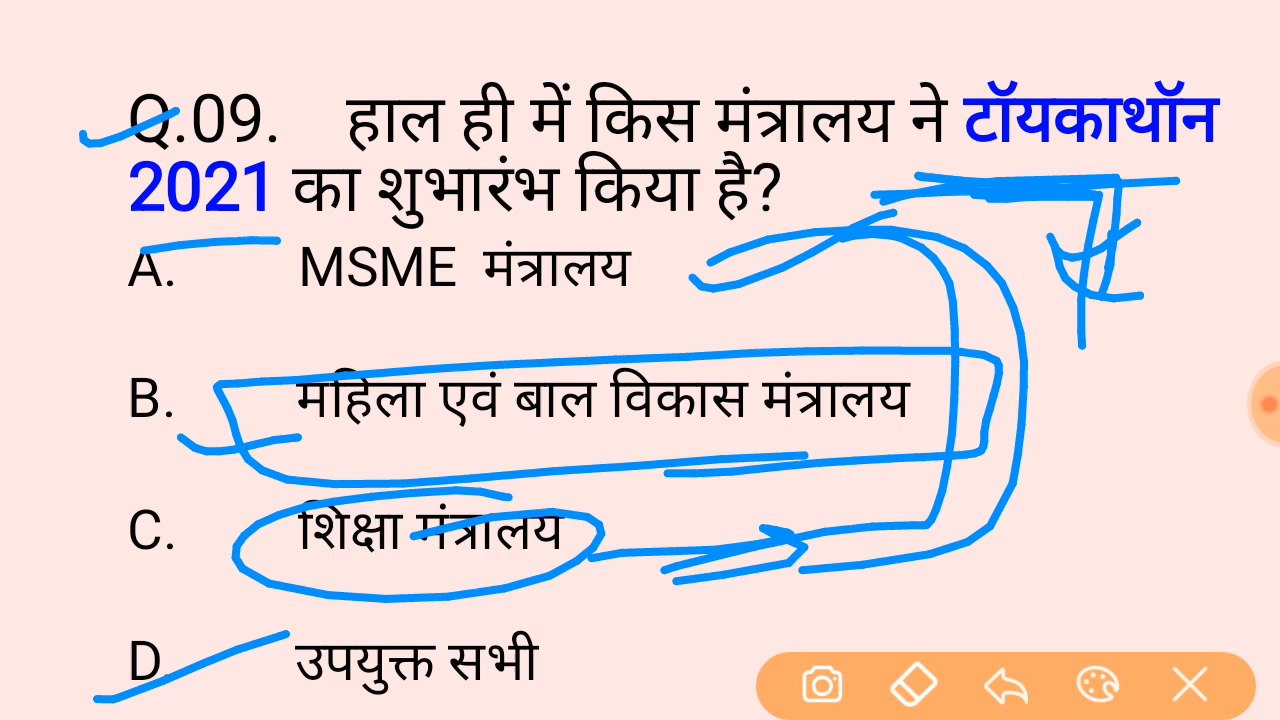 Q.09. हाल ही में किस मंत्रालय ने टॉयकाथॉन
2021 का शुभारंभ किया है?
A. MSME मंत्रालय
B. महिला एवं बाल विकास मंत्रालय
C. शिक्षा मंत्रालय
D. उपयुक्त सभी